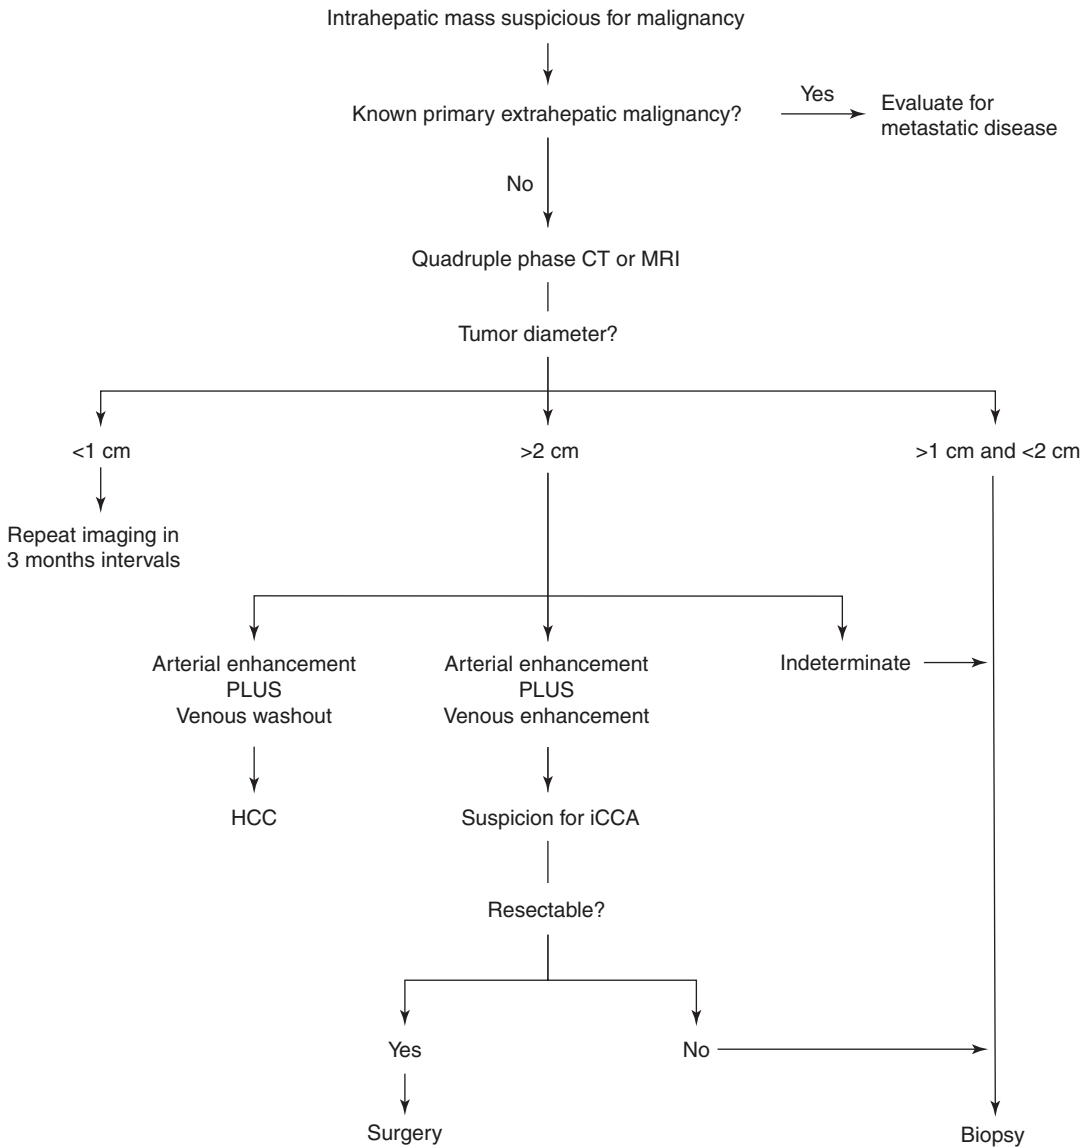 Intrahepatic mass suspicious for malignancy
Known primary extrahepatic malignancy?
Yes
Evaluate for
metastatic disease
No
Quadruple phase CT or MRI
Tumor diameter?
<1 cm
>2 cm
>1 cm and <2 cm
Repeat imaging in
3 months intervals
Arterial enhancement
PLUS
Venous washout
Arterial enhancement
PLUS
Venous enhancement
Indeterminate
HCC
Suspicion for iCCA
Resectable?
Yes
No
Surgery
Biopsy